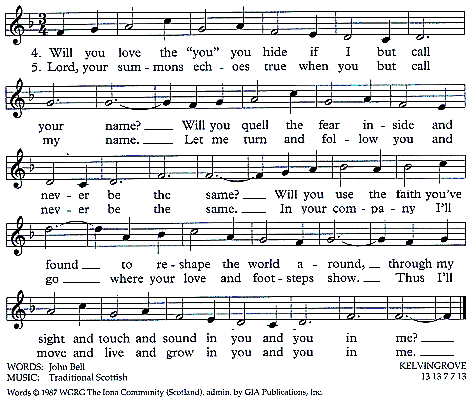 4. Will you love the "you" you hide if I but call
5. Lord, your sum - mons ech - oes true when you but call
your name? ___ Will you quell the fear in - side and
my name. ___ Let me turn and fol - low you and
nev - er be the same? ___ Will you use the faith you've
nev - er be the same. ___ In your com - pa - ny I'll
found ___ to re - shape the world a - round, ___ through my
go ___ where your love and foot - steps show. ___ Thus I'll
sight and touch and sound in you and you in me? ___
move and live and grow in you and you in me. ___
WORDS: John Bell KELVINGROVE
MUSIC: Traditional Scottish 13 13 7 7 13
Words © 1987 WGRG The Iona Community (Scotland), admin. by GIA Publications, Inc.